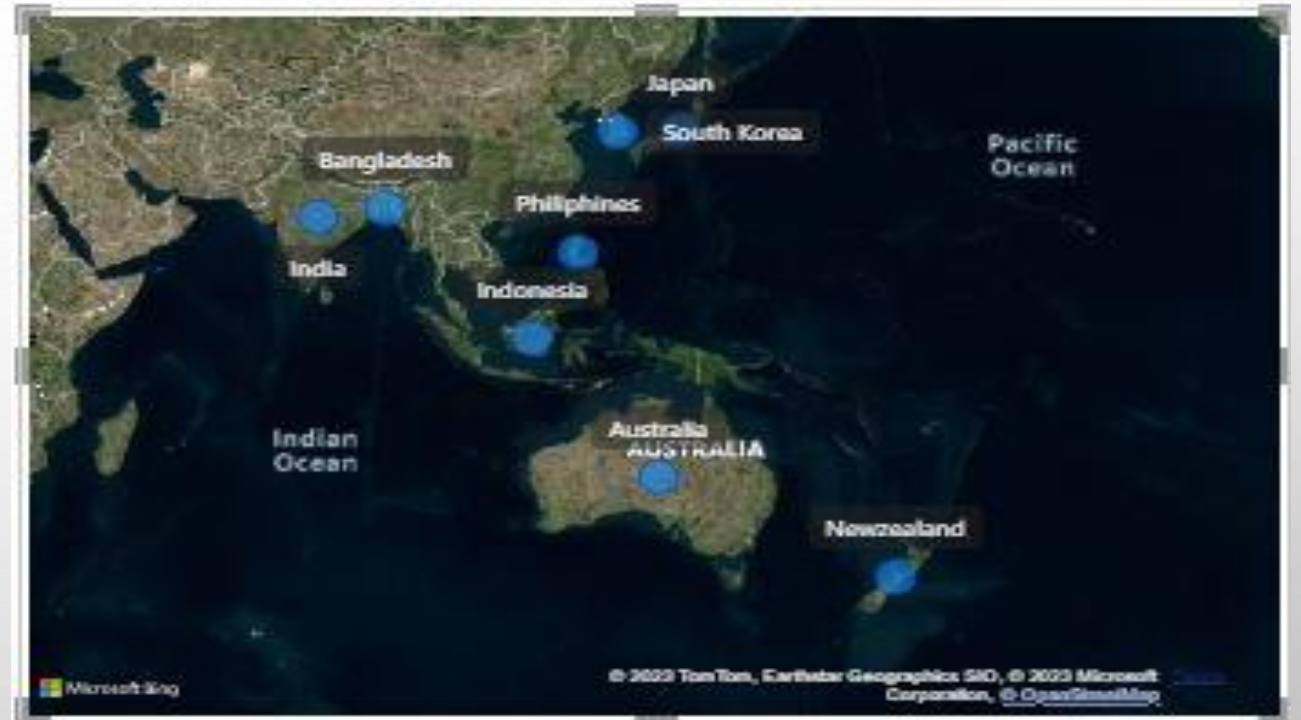 Japan
South Korea
Pacific
Ocean
Bangladesh
Philiphines
India
Indonesia
Australia
AUSTRALIA
Indian
Ocean
Newzealand
Microsoft Bing
© 2023 TomTom, Earthstar Geographics SIO, © 2023 Microsoft
Corporation, © OpenStreetMap